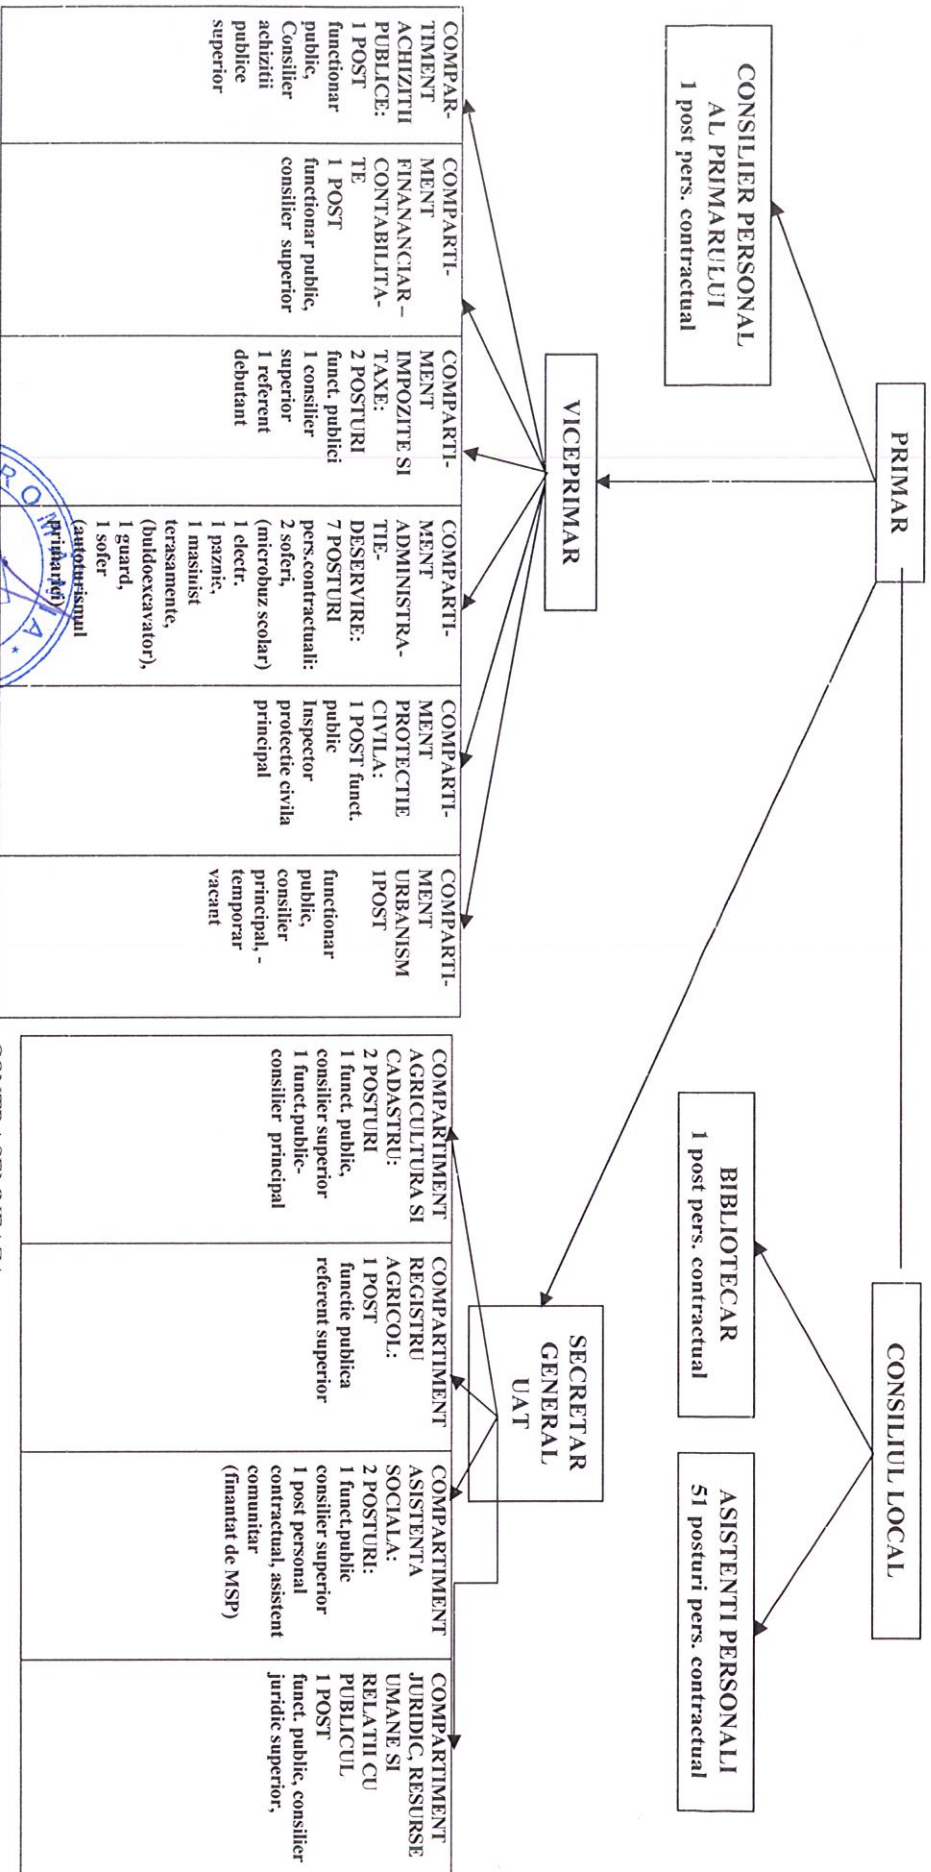 PRIMAR
CONSILIUL LOCAL
CONSILIER PERSONAL
AL PRIMARULUI
1 post pers. contractual
BIBLIOTECAR
1 post pers. contractual
ASISTENTI PERSONALI
51 posturi pers. contractual
VICEPRIMAR
SECRETAR
GENERAL
UAT
COMPAR-
TIMENT
ACHIZITII
PUBLICE:
1 POST
functionar
public,
Consilier
achizitii
publice
superior
COMPARTI-
MENT
FINANANCIAR –
CONTABILITA-
TE
1 POST
functionar public,
consilier superior
COMPARTI-
MENT
IMPOZITE SI
TAXE:
2 POSTURI
funct. publici
1 consilier
superior
1 referent
debutant
COMPARTI-
MENT
ADMINISTRA-
TIE-
DESERVIRE:
7 POSTURI
pers.contractuali:
2 soferi,
(microbuz scolar)
1 electr,
1 paznic,
1 masinist
terasamente,
(buldoexcavator),
1 guard,
1 sofer
(autoturismul
primariei)
COMPARTI-
MENT
PROTECTIE
CIVILA:
1 POST funct.
public
Inspector
protectie civila
principal
COMPARTI-
MENT
URBANISM
1POST
functionar
public,
consilier
principal, -
temporar
vacant
COMPARTIMENT
AGRICULTURA SI
CADASTRU:
2 POSTURI
1 funct. public,
consilier superior
1 funct.public-
consilier principal
COMPARTIMENT
REGISTRU
AGRICOL:
1 POST
functie publica
referent superior
COMPARTIMENT
ASISTENTA
SOCIALA:
2 POSTURI:
1 funct.public
consilier superior
1 post personal
contractual, asistent
comunitar
(finantat de MSP)
COMPARTIMENT
JURIDIC, RESURSE
UMANE SI
RELATII CU
PUBLICUL
1 POST
funct. public, consilier
juridic superior,
ROMANIA *